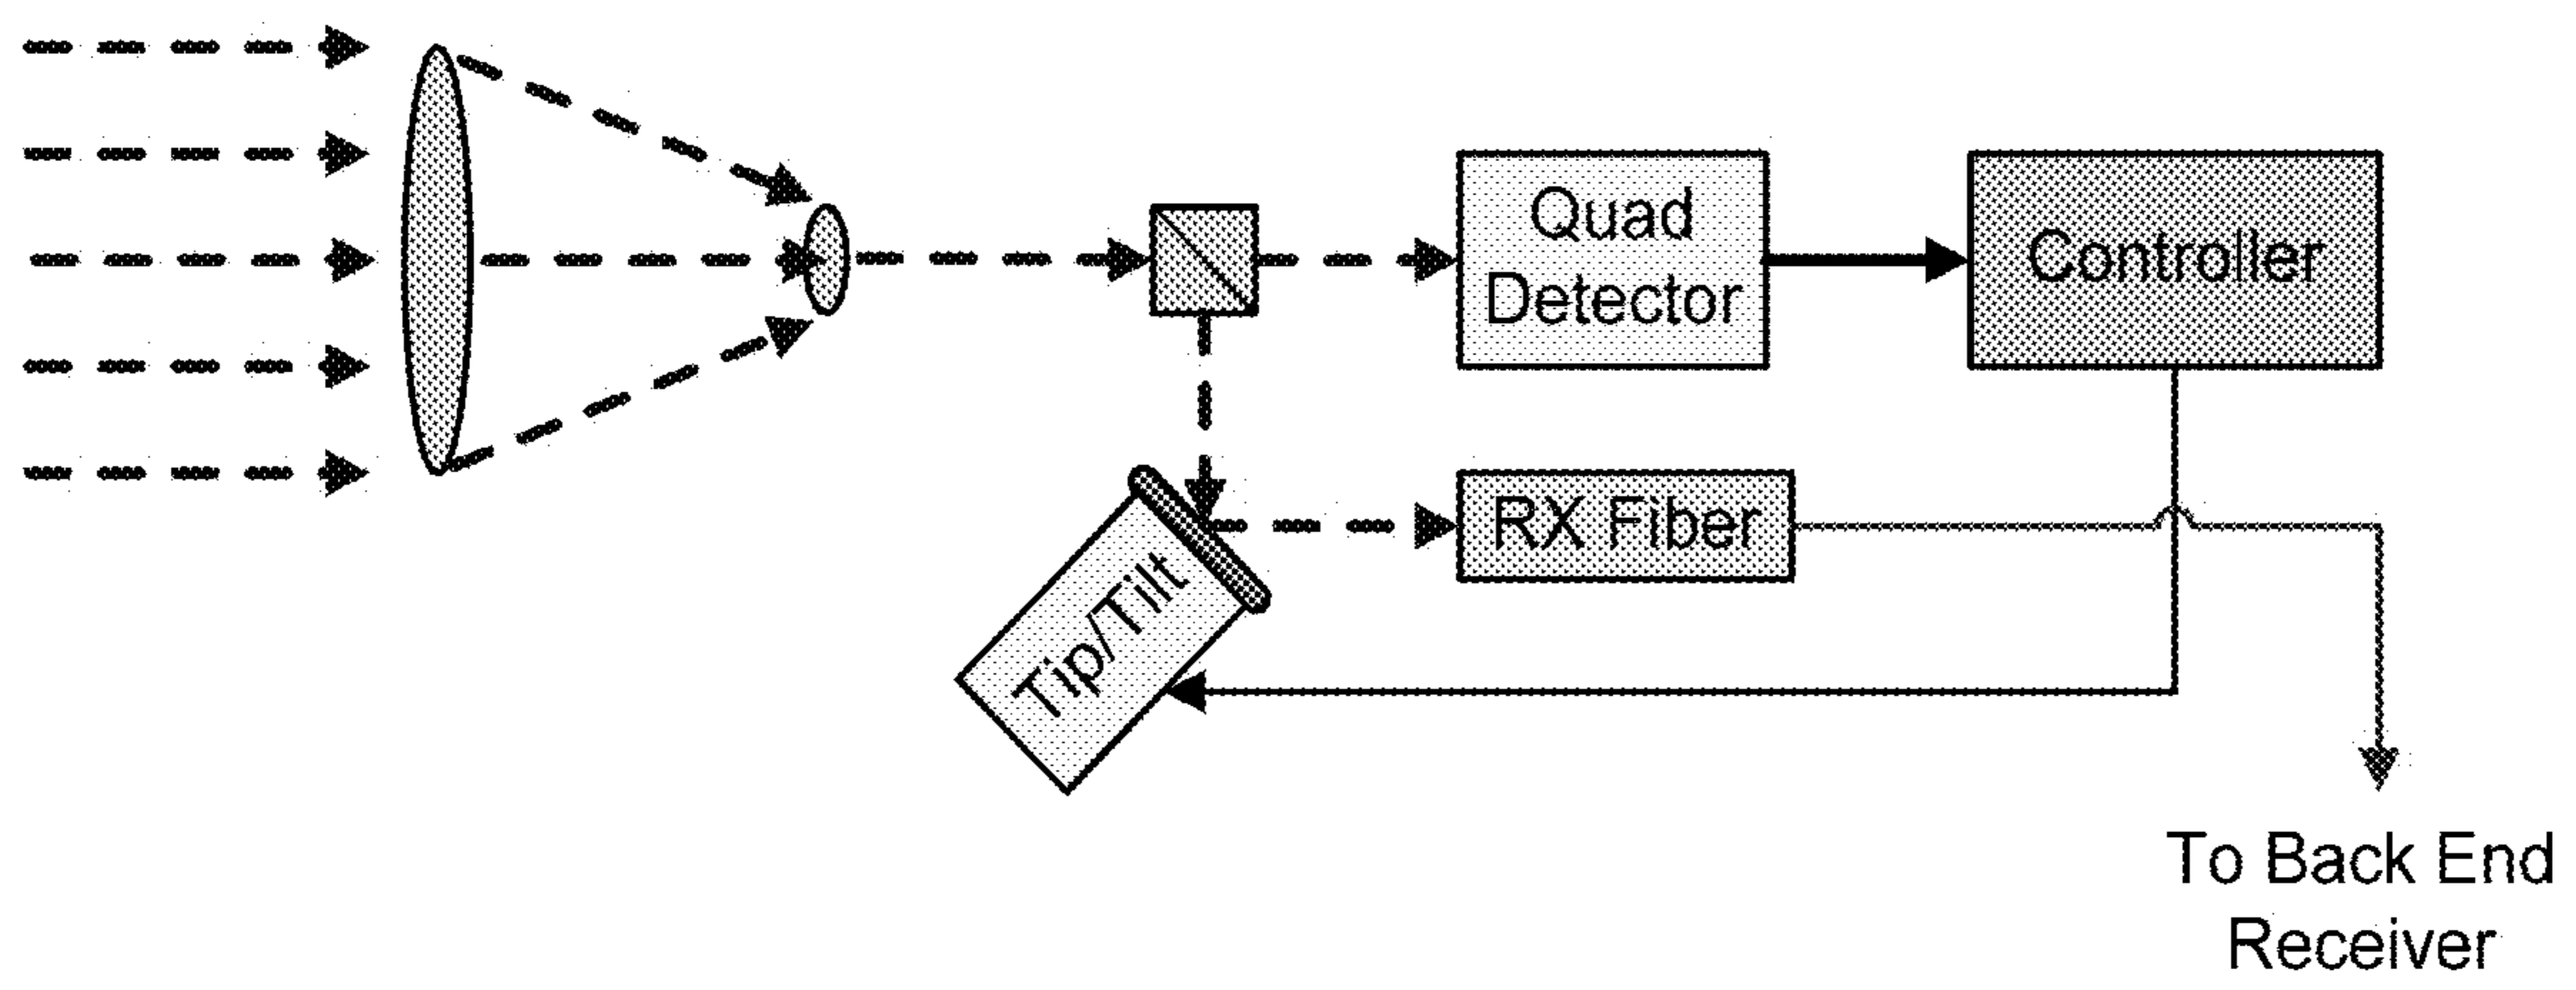 Quad
Detector
Controller
RX Fiber
Tip/Tilt
To Back End
Receiver